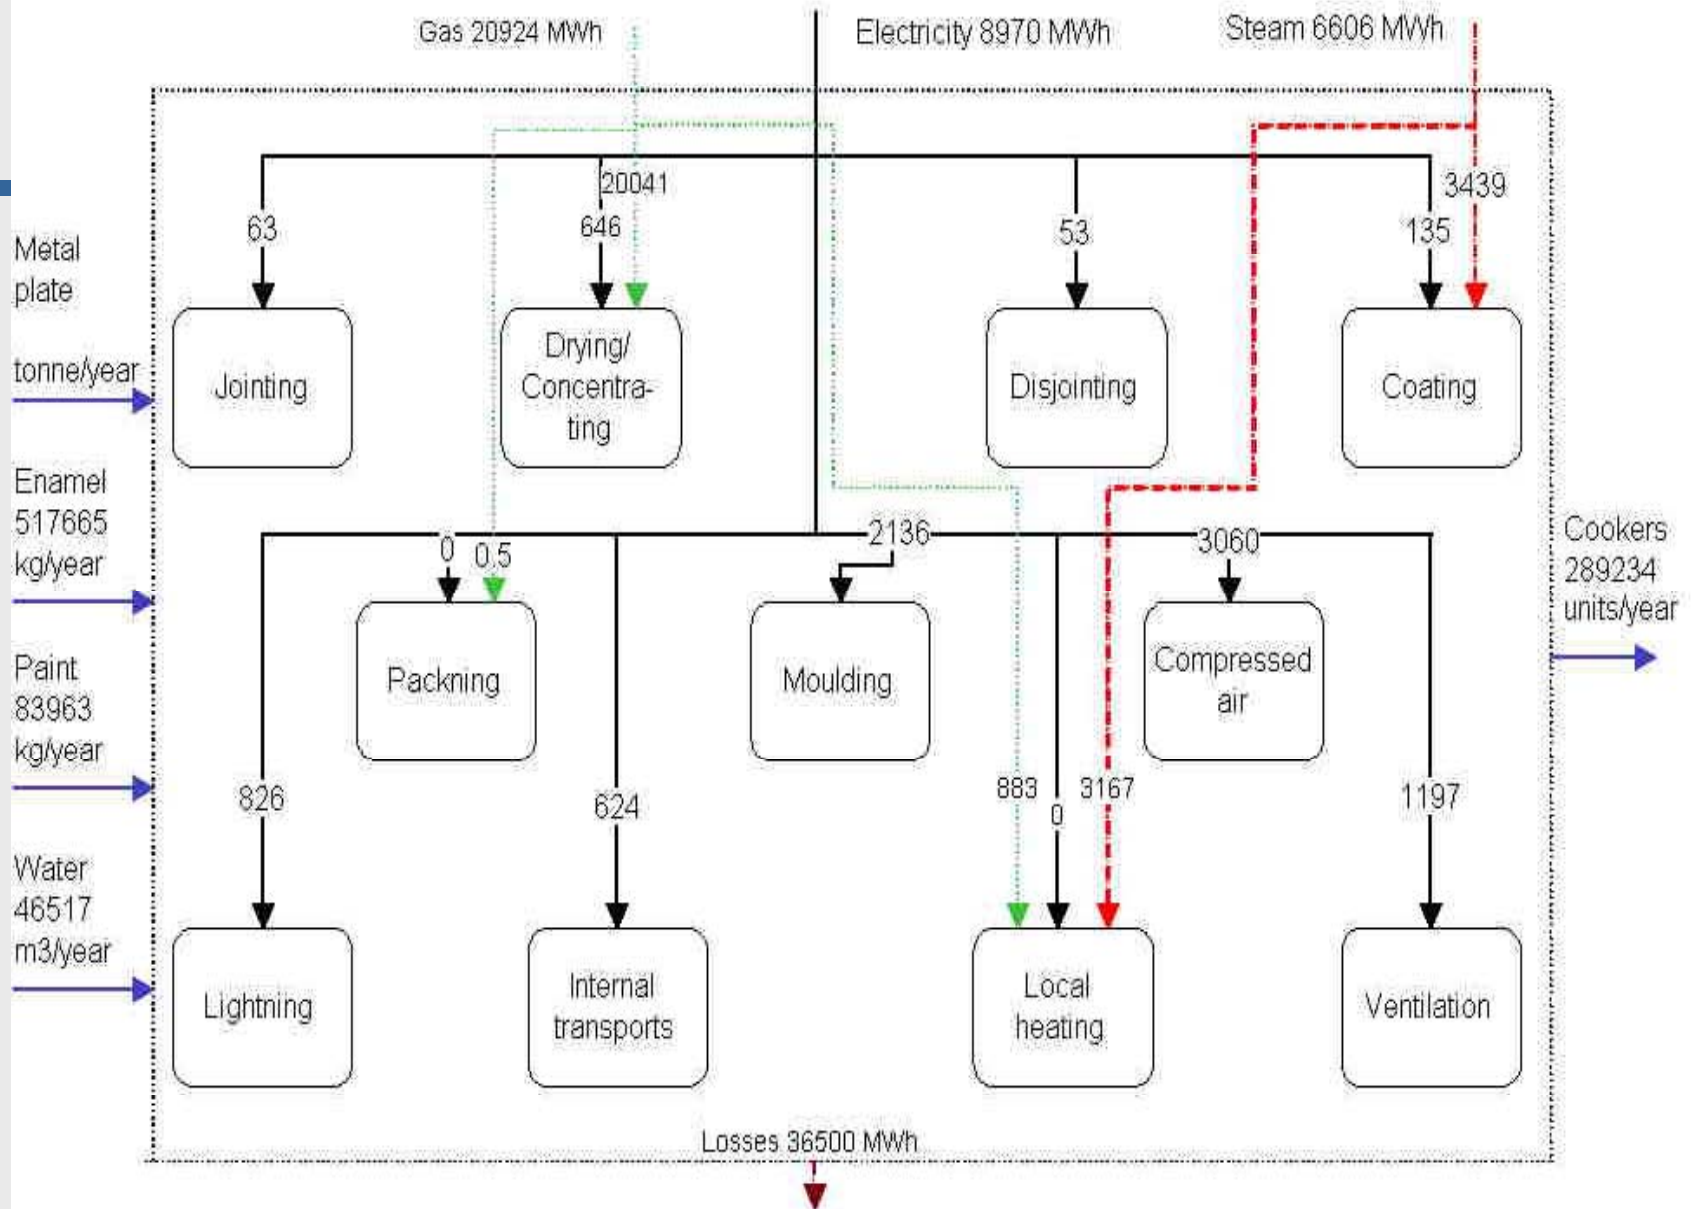 Gas 20924 MWh
Electricity 8970 MWh
Steam 6606 MWh
20041
3439
63
646
53
135
Metal
plate
tonne/year
Jointing
Drying/
Concentra-
ting
Disjointing
Coating
Enamel
517665
kg/year
0
0.5
2136
3060
Cookers
289234
units/year
Paint
83963
kg/year
Packning
Moulding
Compressed
air
826
624
883
0
3167
1197
Water
46517
m3/year
Lightning
Internal
transports
Local
heating
Ventilation
Losses 36500 MWh